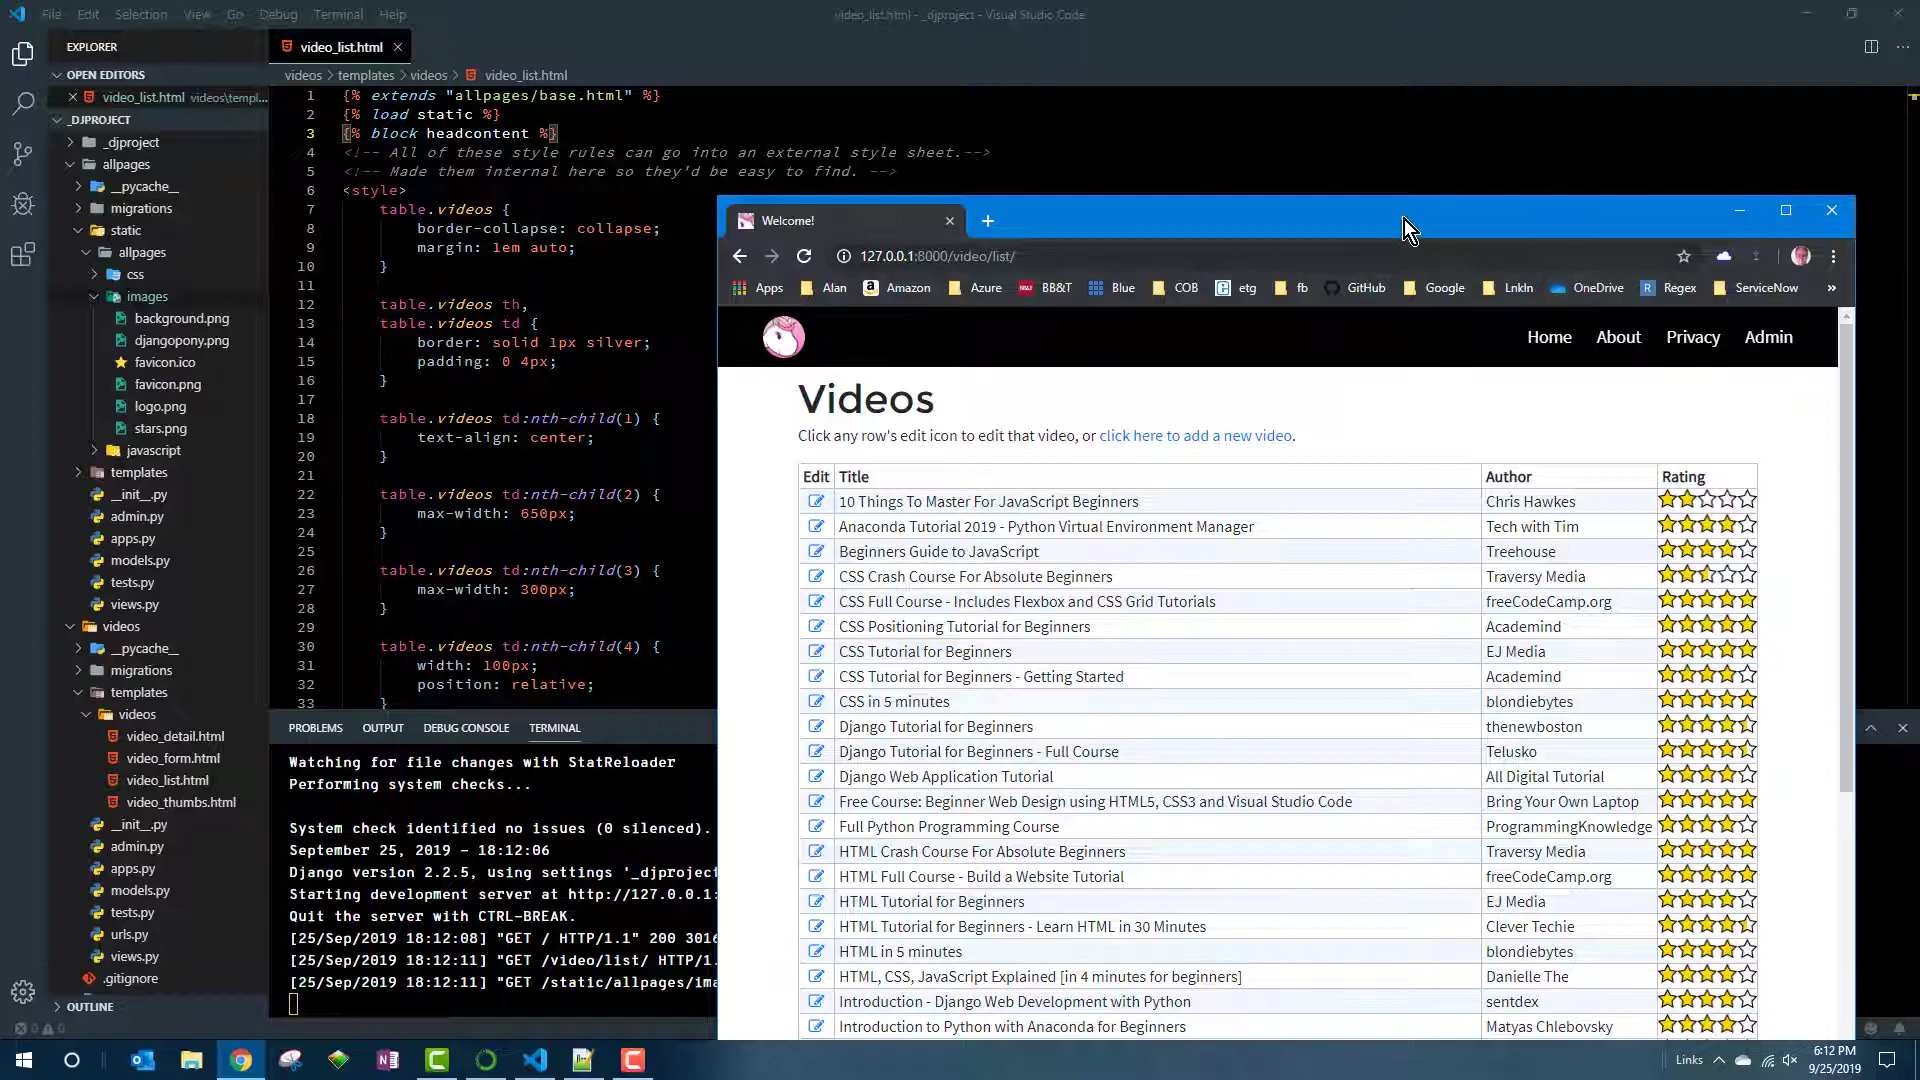 File Edit Selection View Go Debug Terminal Help
video_list.html - _djproject - Visual Studio Code
EXPLORER
OPEN EDITORS
video_list.html videos\templ...
_DJPROJECT
_djproject
allpages
__pycache__
migrations
static
allpages
css
images
background.png
djangopony.png
favicon.ico
favicon.png
logo.png
stars.png
javascript
templates
__init__.py
admin.py
apps.py
models.py
tests.py
views.py
videos
__pycache__
migrations
templates
videos
video_detail.html
video_form.html
video_list.html
video_thumbs.html
__init__.py
admin.py
apps.py
models.py
tests.py
urls.py
views.py
.gitignore
OUTLINE
0 0
video_list.html
videos > templates > videos > video_list.html
1 {% extends "allpages/base.html" %}
2 {% load static %}
3 {% block headcontent %}
4 <!-- All of these style rules can go into an external style sheet.-->
5 <!-- Made them internal here so they'd be easy to find. -->
6 <style>
7 table.videos {
8 border-collapse: collapse;
9 margin: 1em auto;
10 }
11
12 table.videos th,
13 table.videos td {
14 border: solid 1px silver;
15 padding: 0 4px;
16 }
17
18 table.videos td:nth-child(1) {
19 text-align: center;
20 }
21
22 table.videos td:nth-child(2) {
23 max-width: 650px;
24 }
25
26 table.videos td:nth-child(3) {
27 max-width: 300px;
28 }
29
30 table.videos td:nth-child(4) {
31 width: 100px;
32 position: relative;
33 }
PROBLEMS OUTPUT DEBUG CONSOLE TERMINAL
Watching for file changes with StatReloader
Performing system checks...
System check identified no issues (0 silenced).
September 25, 2019 - 18:12:06
Django version 2.2.5, using settings '_djproject
Starting development server at http://127.0.0.1:
Quit the server with CTRL-BREAK.
[25/Sep/2019 18:12:08] "GET / HTTP/1.1" 200 3016
[25/Sep/2019 18:12:11] "GET /video/list/ HTTP/1.
[25/Sep/2019 18:12:11] "GET /static/allpages/ima
Welcome!
127.0.0.1:8000/video/list/
Apps Alan Amazon Azure BB&T Blue COB etg fb GitHub Google LnkIn OneDrive Regex ServiceNow »
Home About Privacy Admin
Videos
Click any row's edit icon to edit that video, or click here to add a new video.
Edit Title Author Rating
10 Things To Master For JavaScript Beginners Chris Hawkes
Anaconda Tutorial 2019 - Python Virtual Environment Manager Tech with Tim
Beginners Guide to JavaScript Treehouse
CSS Crash Course For Absolute Beginners Traversy Media
CSS Full Course - Includes Flexbox and CSS Grid Tutorials freeCodeCamp.org
CSS Positioning Tutorial for Beginners Academind
CSS Tutorial for Beginners EJ Media
CSS Tutorial for Beginners - Getting Started Academind
CSS in 5 minutes blondiebytes
Django Tutorial for Beginners thenewboston
Django Tutorial for Beginners - Full Course Telusko
Django Web Application Tutorial All Digital Tutorial
Free Course: Beginner Web Design using HTML5, CSS3 and Visual Studio Code Bring Your Own Laptop
Full Python Programming Course ProgrammingKnowledge
HTML Crash Course For Absolute Beginners Traversy Media
HTML Full Course - Build a Website Tutorial freeCodeCamp.org
HTML Tutorial for Beginners EJ Media
HTML Tutorial for Beginners - Learn HTML in 30 Minutes Clever Techie
HTML in 5 minutes blondiebytes
HTML, CSS, JavaScript Explained [in 4 minutes for beginners] Danielle The
Introduction - Django Web Development with Python sentdex
Introduction to Python with Anaconda for Beginners Matyas Chlebovsky
Links
6:12 PM
9/25/2019